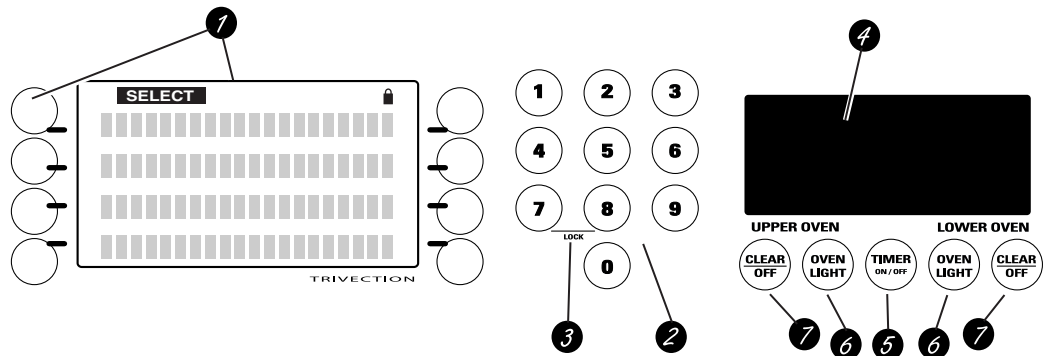 1
4
SELECT
1 2 3
4 5 6
7 8 9
LOCK
0
TRIVECTION
UPPER OVEN LOWER OVEN
CLEAR OFF
OVEN LIGHT
TIMER ON / OFF
OVEN LIGHT
CLEAR OFF
3 2 7 6 5 6 7